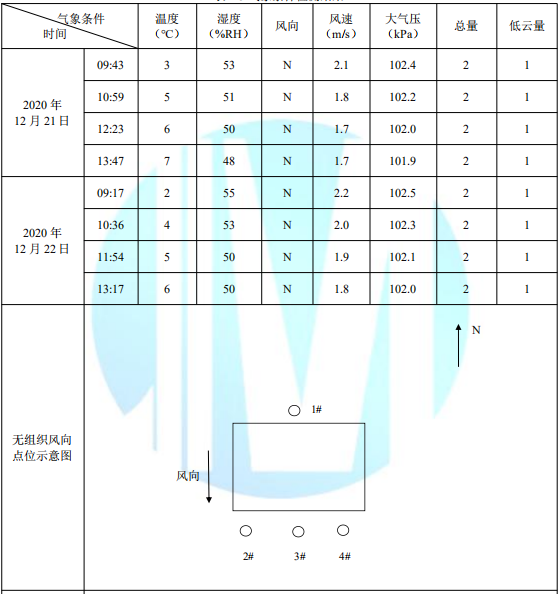 气象条件
时间
温度
（℃）
湿度
（%RH）
风向
风速
（m/s）
大气压
（kPa）
总量
低云量
2020 年
12 月 21 日
09:43 3 53 N 2.1 102.4 2 1
10:59 5 51 N 1.8 102.2 2 1
12:23 6 50 N 1.7 102.0 2 1
13:47 7 48 N 1.7 101.9 2 1
2020 年
12 月 22 日
09:17 2 55 N 2.2 102.5 2 1
10:36 4 53 N 2.0 102.3 2 1
11:54 5 50 N 1.9 102.1 2 1
13:17 6 50 N 1.8 102.0 2 1
无组织风向
点位示意图
N
1#
风向
2# 3# 4#